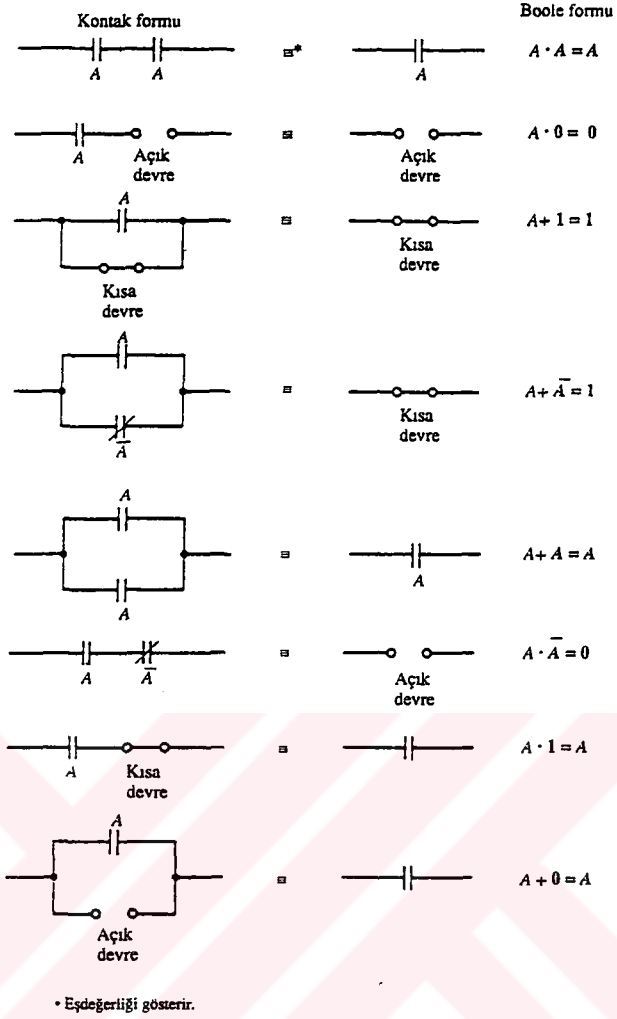 Boole formu
Kontak formu
A A ≡* A A · A = A
A Açık devre ≡ Açık devre A · 0 = 0
A
≡ A + 1 = 1
Kısa devre
Kısa devre
A
≡ A + A̅ = 1
Kısa devre
A̅
A
≡ A + A = A
A
A
A A̅ ≡ A · A̅ = 0
Açık devre
A Kısa devre ≡ A · 1 = A
A
≡ A + 0 = A
Açık devre
* Eşdeğerliği gösterir.